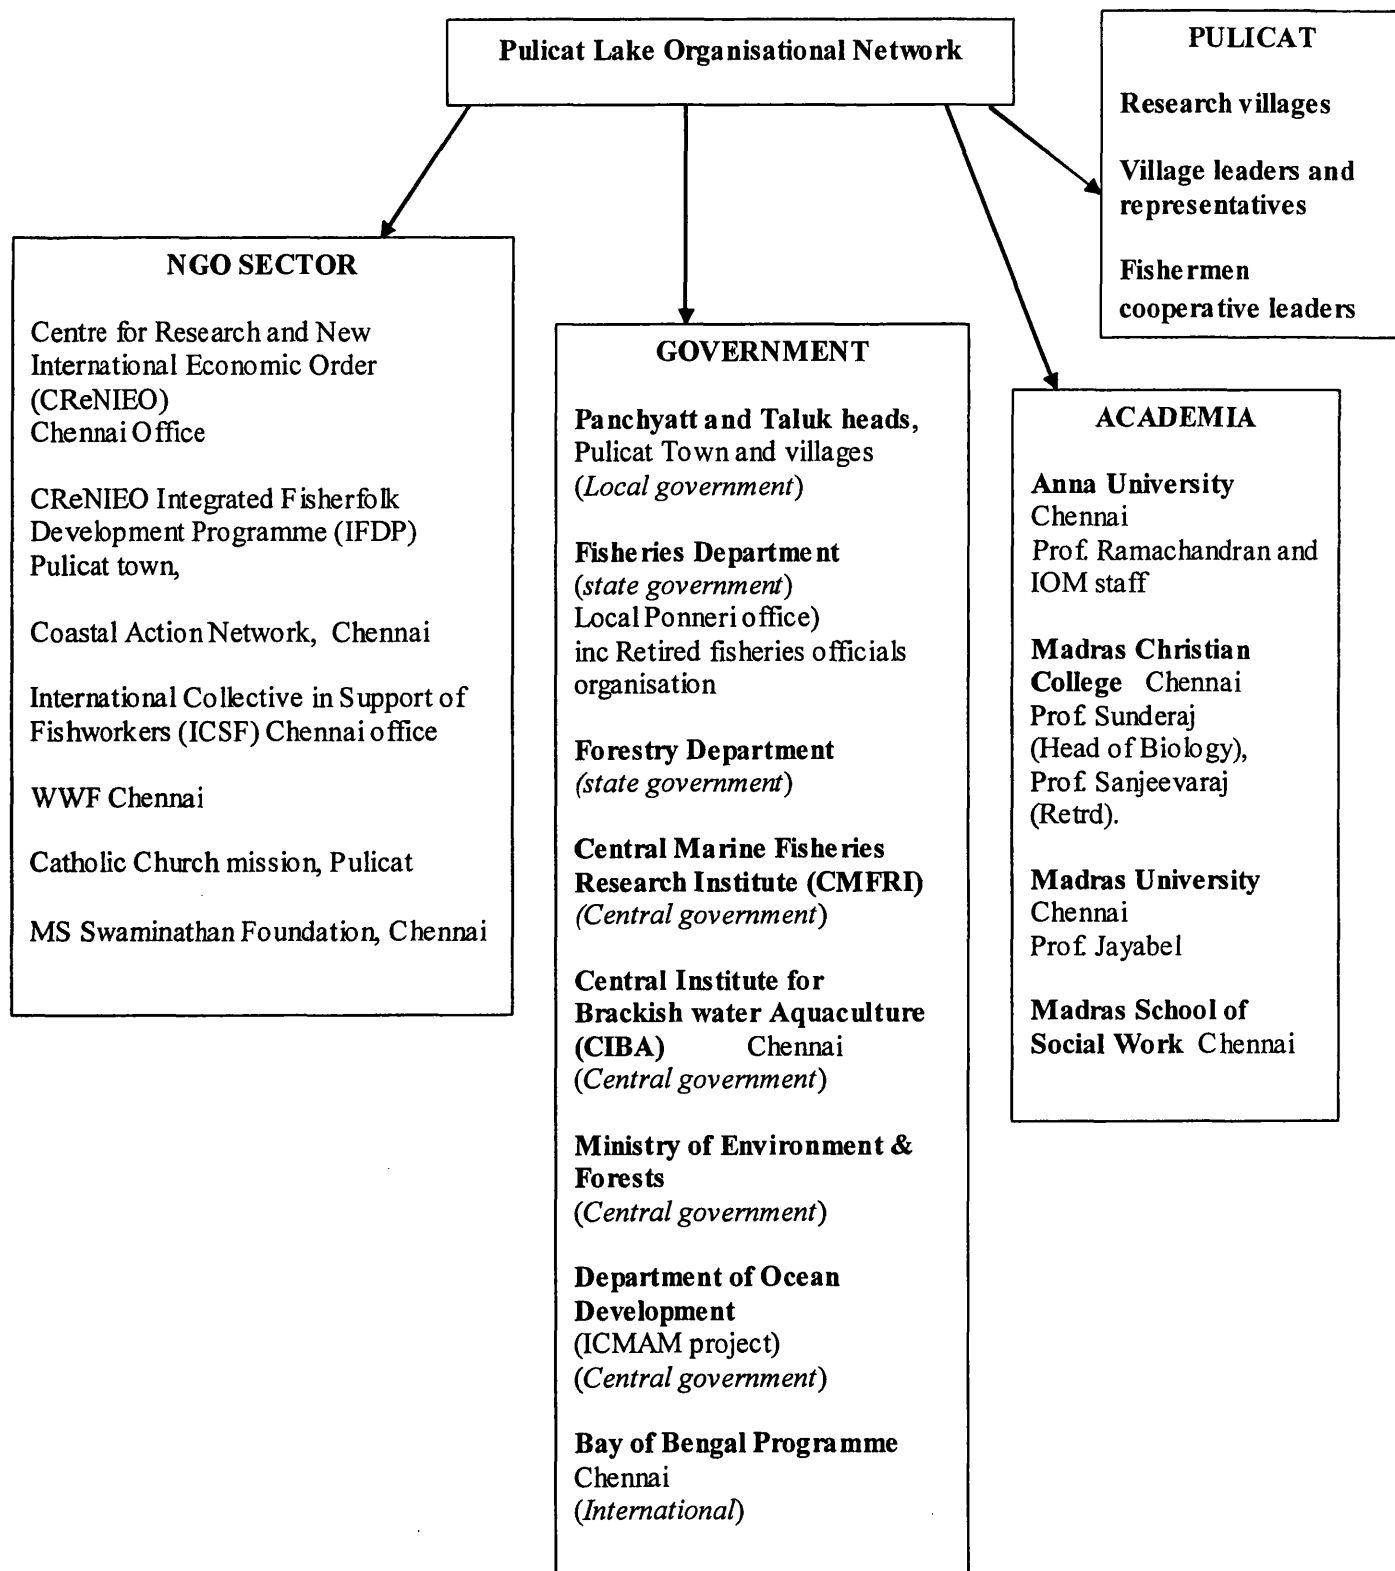 Pulicat Lake Organisational Network
PULICAT
Research villages
Village leaders and
representatives
Fishermen
cooperative leaders
NGO SECTOR
Centre for Research and New
International Economic Order
(CReNIEO)
Chennai Office
CReNIEO Integrated Fisherfolk
Development Programme (IFDP)
Pulicat town,
Coastal Action Network, Chennai
International Collective in Support of
Fishworkers (ICSF) Chennai office
WWF Chennai
Catholic Church mission, Pulicat
MS Swaminathan Foundation, Chennai
GOVERNMENT
Panchyatt and Taluk heads,
Pulicat Town and villages
(Local government)
Fisheries Department
(state government)
Local Ponneri office)
inc Retired fisheries officials
organisation
Forestry Department
(state government)
Central Marine Fisheries
Research Institute (CMFRI)
(Central government)
Central Institute for
Brackish water Aquaculture
(CIBA) Chennai
(Central government)
Ministry of Environment &
Forests
(Central government)
Department of Ocean
Development
(ICMAM project)
(Central government)
Bay of Bengal Programme
Chennai
(International)
ACADEMIA
Anna University
Chennai
Prof. Ramachandran and
IOM staff
Madras Christian
College Chennai
Prof. Sunderaj
(Head of Biology),
Prof. Sanjeevaraj
(Retrd).
Madras University
Chennai
Prof. Jayabel
Madras School of
Social Work Chennai